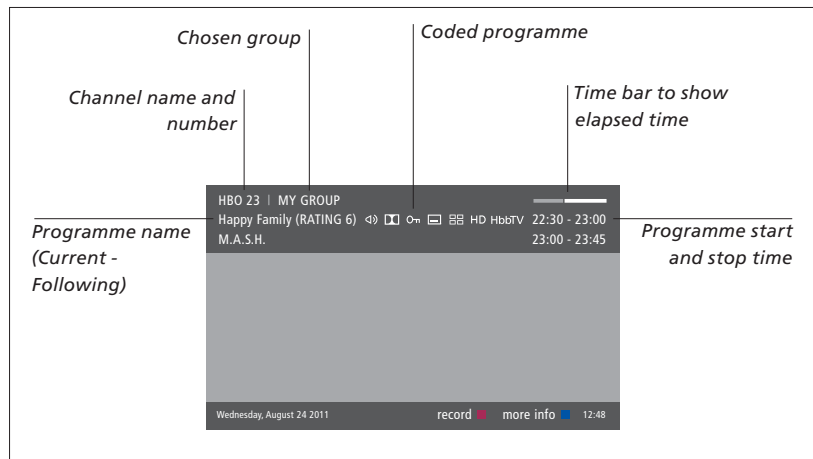 Chosen group
Coded programme
Channel name and
number
Time bar to show
elapsed time
HBO 23 | MY GROUP
Happy Family (RATING 6) HD HbbTV 22:30 - 23:00
M.A.S.H. 23:00 - 23:45
Programme name
(Current -
Following)
Programme start
and stop time
Wednesday, August 24 2011 record more info 12:48